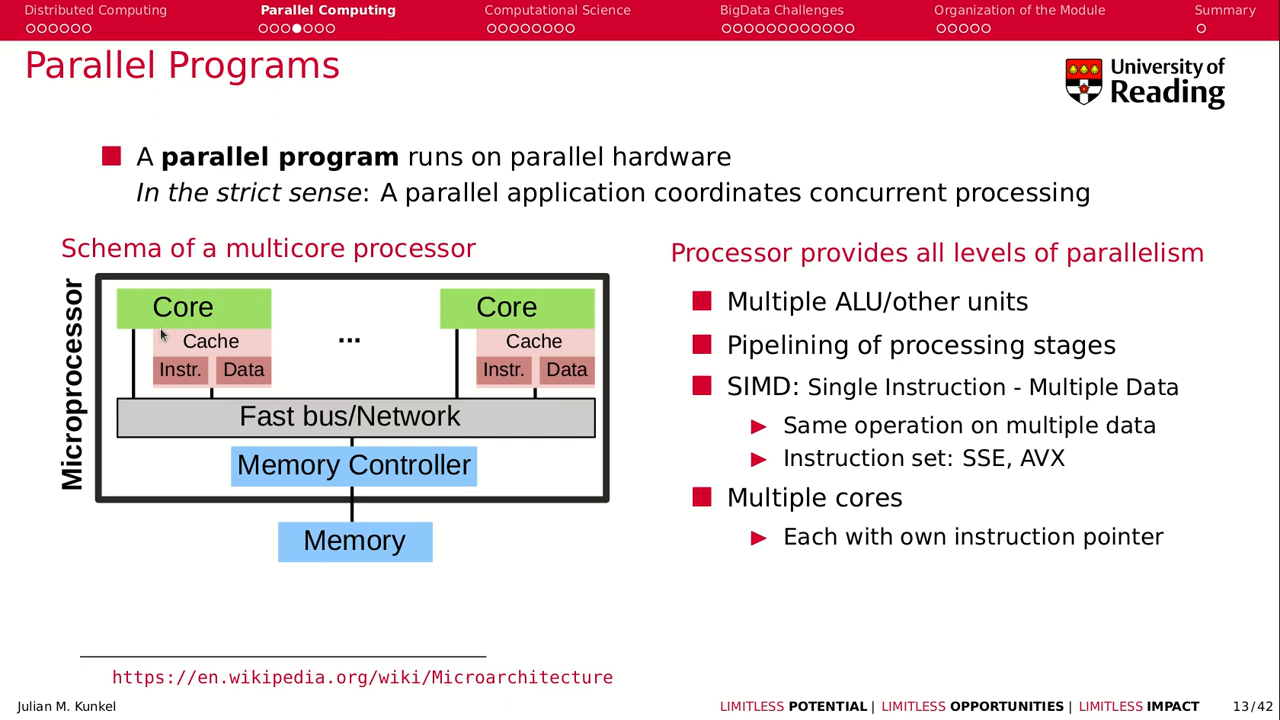 Distributed Computing Parallel Computing Computational Science BigData Challenges Organization of the Module Summary
Parallel Programs
University of
Reading
A parallel program runs on parallel hardware
In the strict sense: A parallel application coordinates concurrent processing
Schema of a multicore processor
Microprocessor
Core ... Core
Cache Cache
Instr. Data Instr. Data
Fast bus/Network
Memory Controller
Memory
Processor provides all levels of parallelism
Multiple ALU/other units
Pipelining of processing stages
SIMD: Single Instruction - Multiple Data
Same operation on multiple data
Instruction set: SSE, AVX
Multiple cores
Each with own instruction pointer
https://en.wikipedia.org/wiki/Microarchitecture
Julian M. Kunkel LIMITLESS POTENTIAL | LIMITLESS OPPORTUNITIES | LIMITLESS IMPACT 13/42